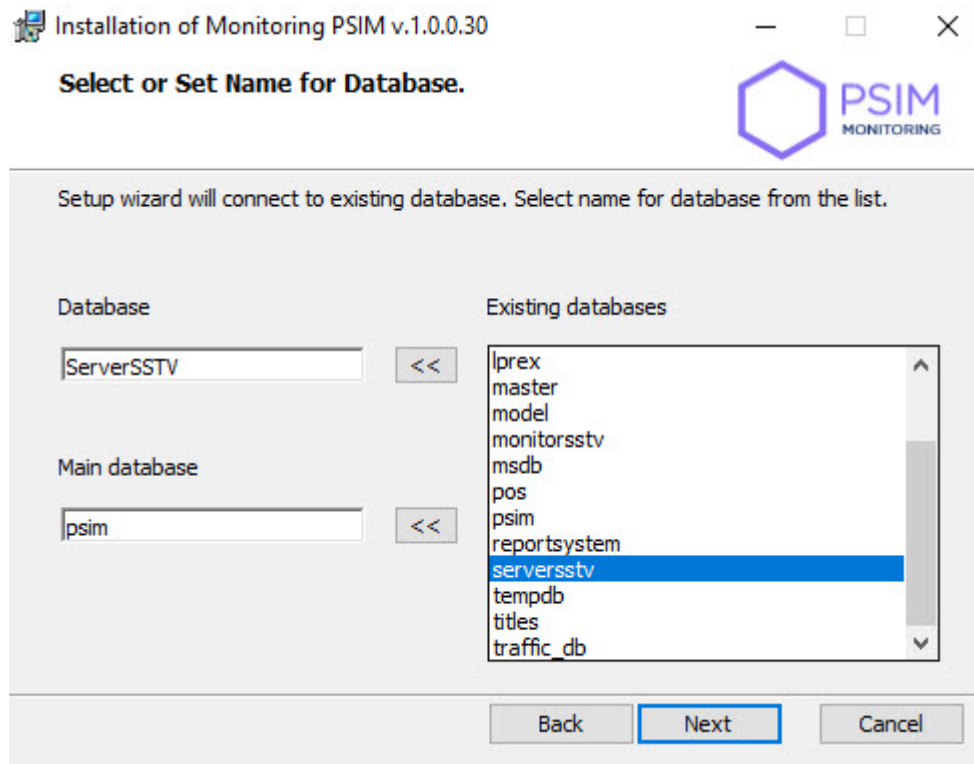 Installation of Monitoring PSIM v.1.0.0.30
Select or Set Name for Database.
PSIM
MONITORING
Setup wizard will connect to existing database. Select name for database from the list.
Database
ServerSSTV
<<
Main database
psim
<<
Existing databases
lprex
master
model
monitorsstv
msdb
pos
psim
reportsystem
serversstv
tempdb
titles
traffic_db
Back
Next
Cancel